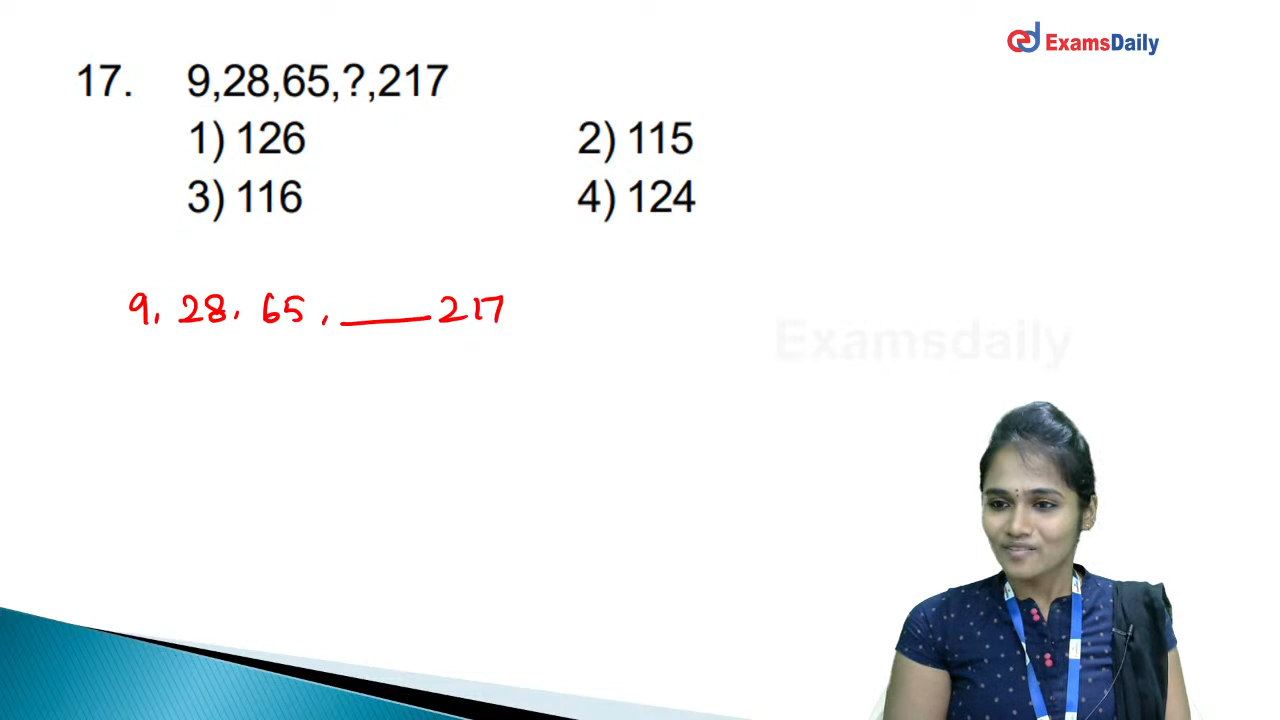 ExamsDaily
17. 9,28,65,?,217
1) 126 2) 115
3) 116 4) 124
9, 28, 65, ___ 217
Examsdaily